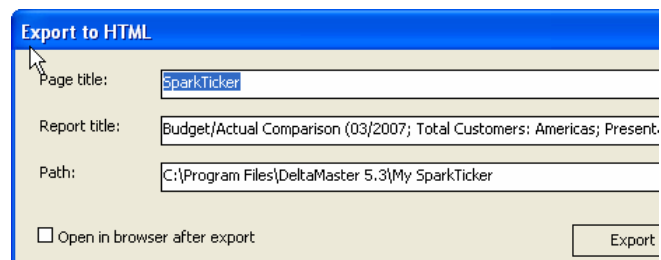 Export to HTML
Page title: SparkTicker
Report title: Budget/Actual Comparison (03/2007; Total Customers: Americas;
Path: C:\Program Files\DeltaMaster 5.3\My SparkTicker
Open in browser after export Export